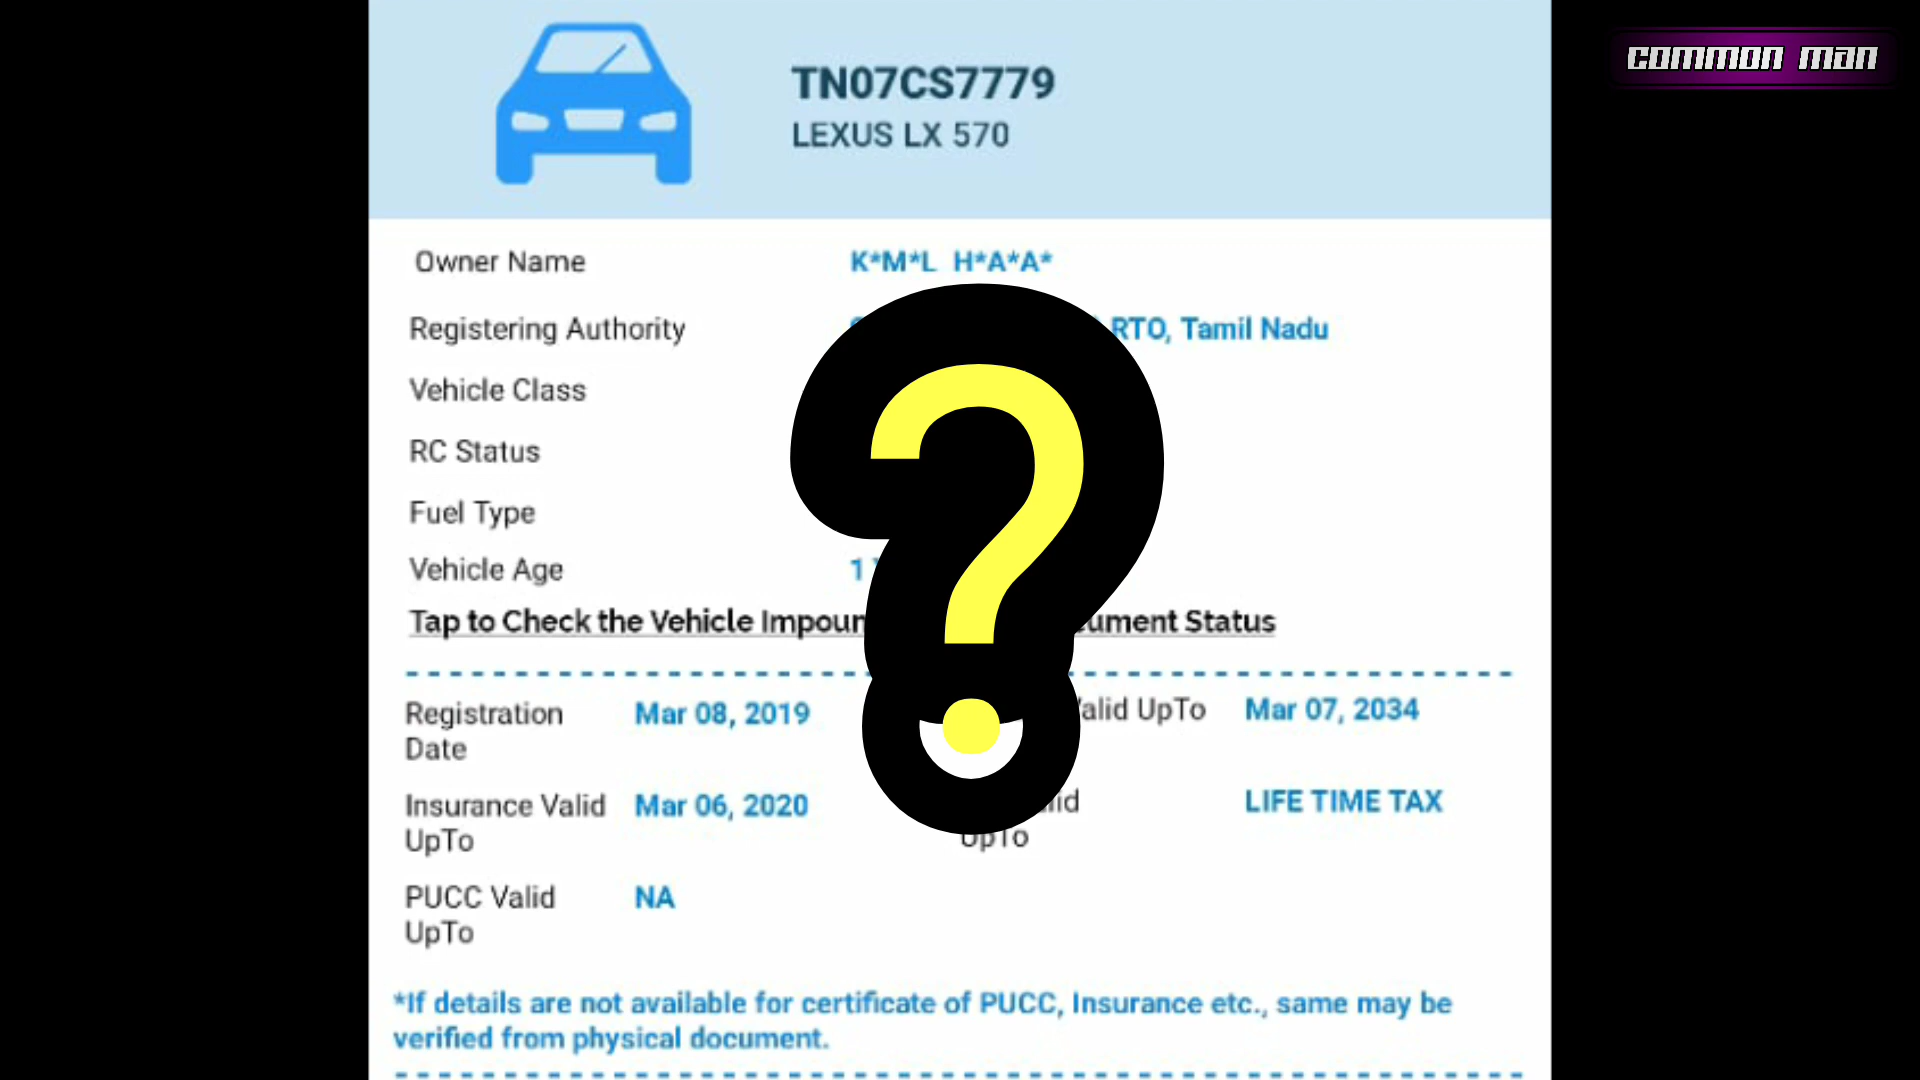 COMMON MAN
TN07CS7779
LEXUS LX 570
Owner Name K*M*L H*A*A*
Registering Authority RTO, Tamil Nadu
Vehicle Class
RC Status
Fuel Type
Vehicle Age 1
Tap to Check the Vehicle Status
?
Registration Date Mar 08, 2019
UpTo Mar 07, 2034
Insurance Valid UpTo Mar 06, 2020
UpTo LIFE TIME TAX
PUCC Valid UpTo NA
*If details are not available for certificate of PUCC, Insurance etc., same may be
verified from physical document.